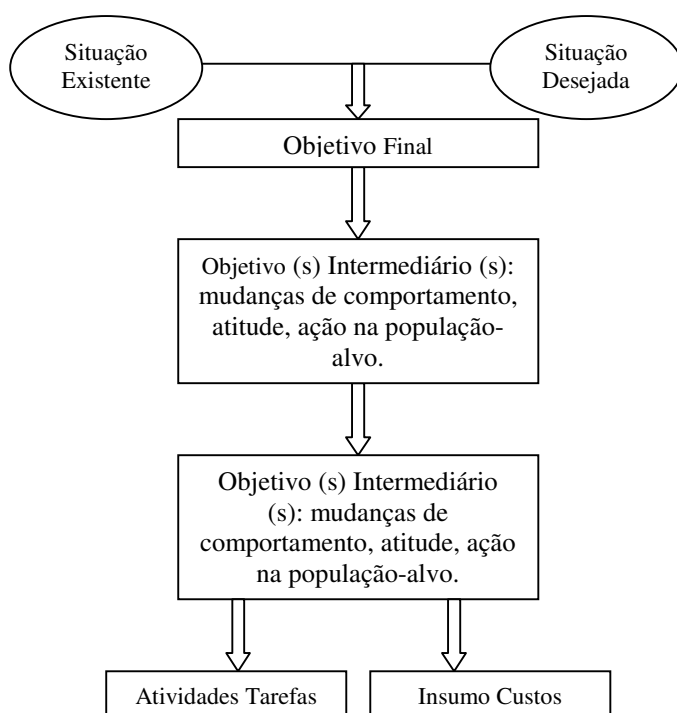 Situação
Existente
Situação
Desejada
Objetivo Final
Objetivo (s) Intermediário (s):
mudanças de comportamento,
atitude, ação na população-
alvo.
Objetivo (s) Intermediário
(s): mudanças de
comportamento, atitude, ação
na população-alvo.
Atividades Tarefas
Insumo Custos